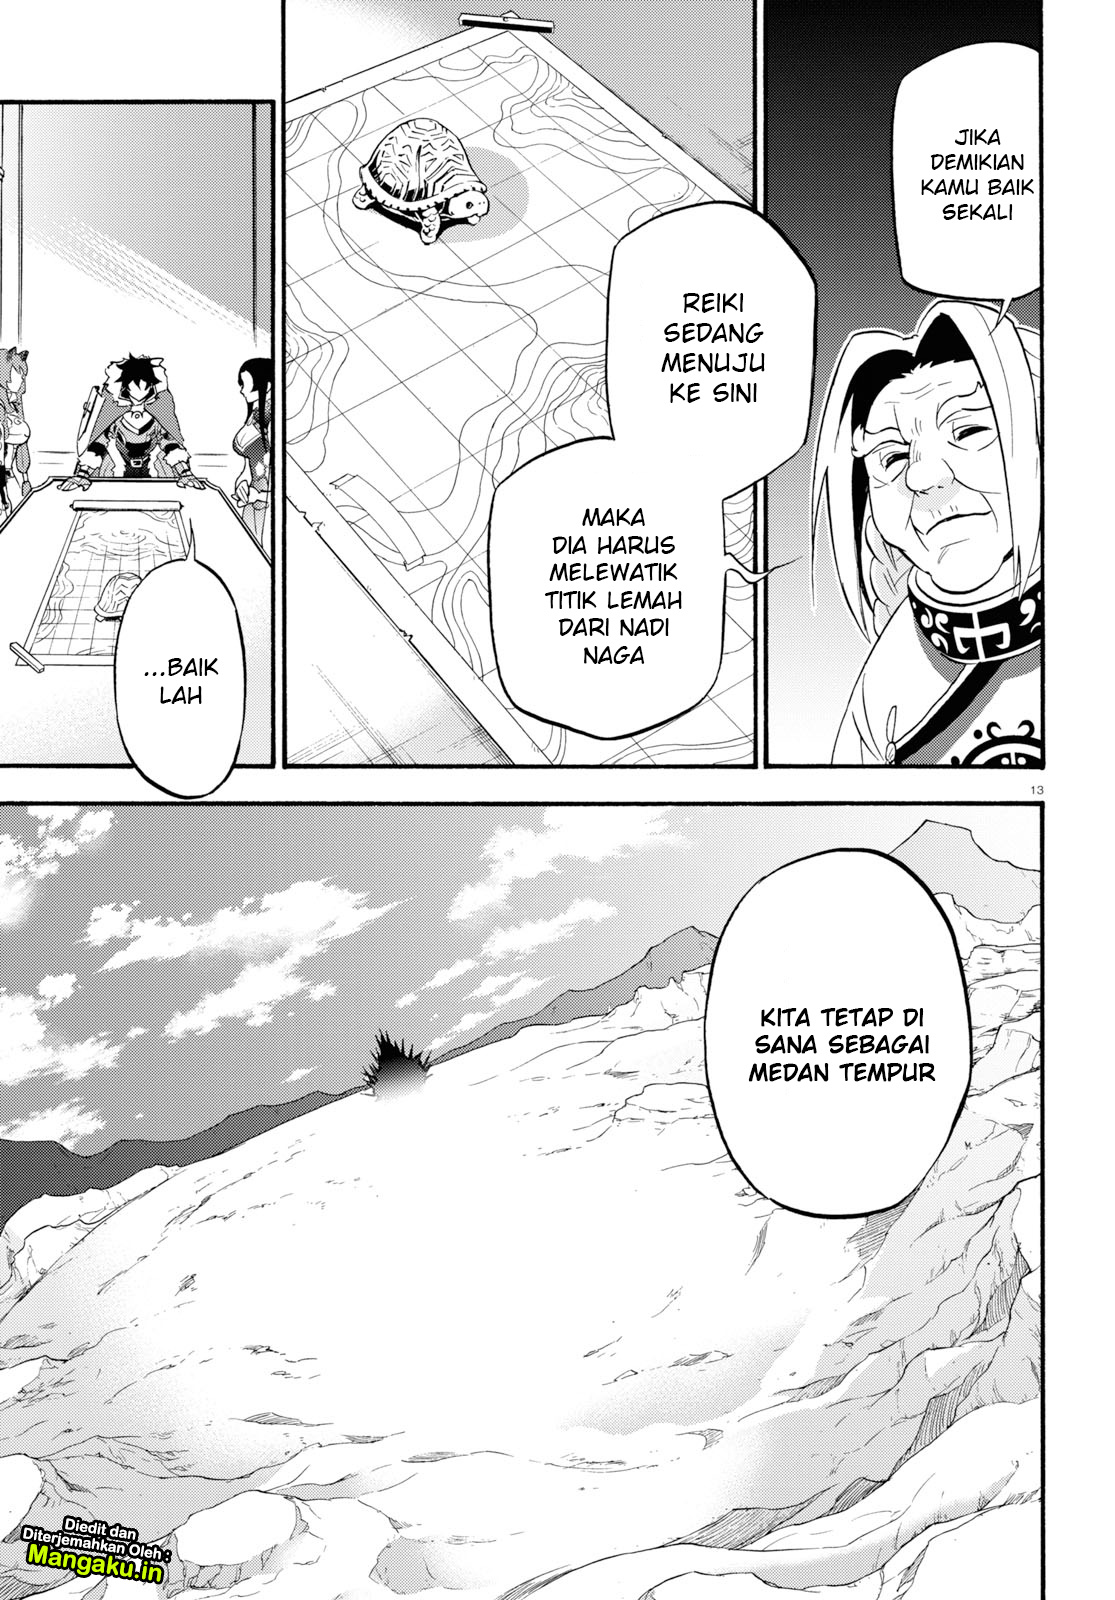 JIKA
DEMIKIAN
KAMU BAIK
SEKALI
REIKI
SEDANG
MENUJU
KE SINI
MAKA
DIA HARUS
MELEWATIK
TITIK LEMAH
DARI NADI
NAGA
...BAIK
LAH
13
KITA TETAP DI
SANA SEBAGAI
MEDAN TEMPUR
Diedit dan
Diterjemahkan Oleh :
Mangaku.in